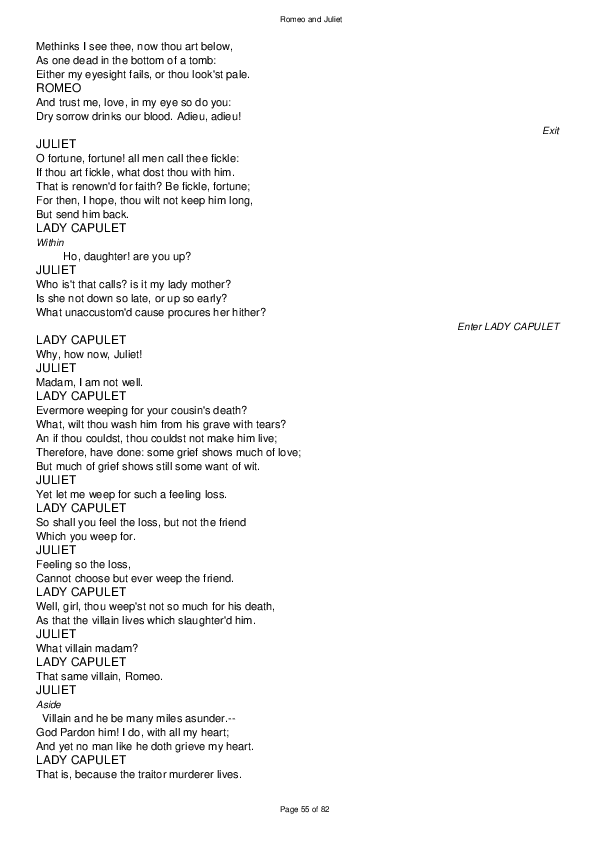 Romeo and Juliet
Methinks I see thee, now thou art below,
As one dead in the bottom of a tomb:
Either my eyesight fails, or thou look'st pale.
ROMEO
And trust me, love, in my eye so do you:
Dry sorrow drinks our blood. Adieu, adieu!
Exit
JULIET
O fortune, fortune! all men call thee fickle:
If thou art fickle, what dost thou with him.
That is renown'd for faith? Be fickle, fortune;
For then, I hope, thou wilt not keep him long,
But send him back.
LADY CAPULET
Within
Ho, daughter! are you up?
JULIET
Who is't that calls? is it my lady mother?
Is she not down so late, or up so early?
What unaccustom'd cause procures her hither?
Enter LADY CAPULET
LADY CAPULET
Why, how now, Juliet!
JULIET
Madam, I am not well.
LADY CAPULET
Evermore weeping for your cousin's death?
What, wilt thou wash him from his grave with tears?
An if thou couldst, thou couldst not make him live;
Therefore, have done: some grief shows much of love;
But much of grief shows still some want of wit.
JULIET
Yet let me weep for such a feeling loss.
LADY CAPULET
So shall you feel the loss, but not the friend
Which you weep for.
JULIET
Feeling so the loss,
Cannot choose but ever weep the friend.
LADY CAPULET
Well, girl, thou weep'st not so much for his death,
As that the villain lives which slaughter'd him.
JULIET
What villain madam?
LADY CAPULET
That same villain, Romeo.
JULIET
Aside
Villain and he be many miles asunder.--
God Pardon him! I do, with all my heart;
And yet no man like he doth grieve my heart.
LADY CAPULET
That is, because the traitor murderer lives.
Page 55 of 82